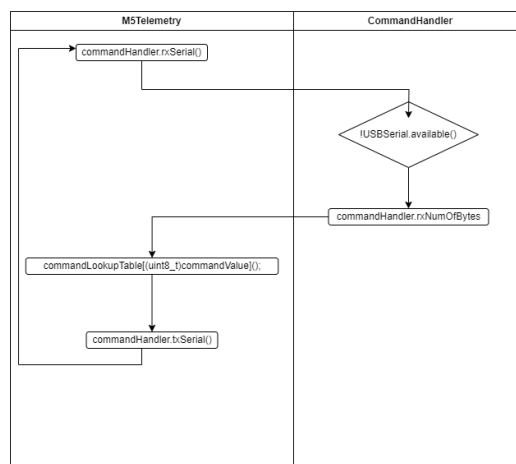 M5Telemetry
CommandHandler
commandHandler.rxSerial()
!USBSerial.available()
commandHandler.rxNumOfBytes
commandLookupTable[(uint8_t)commandValue]();
commandHandler.txSerial()